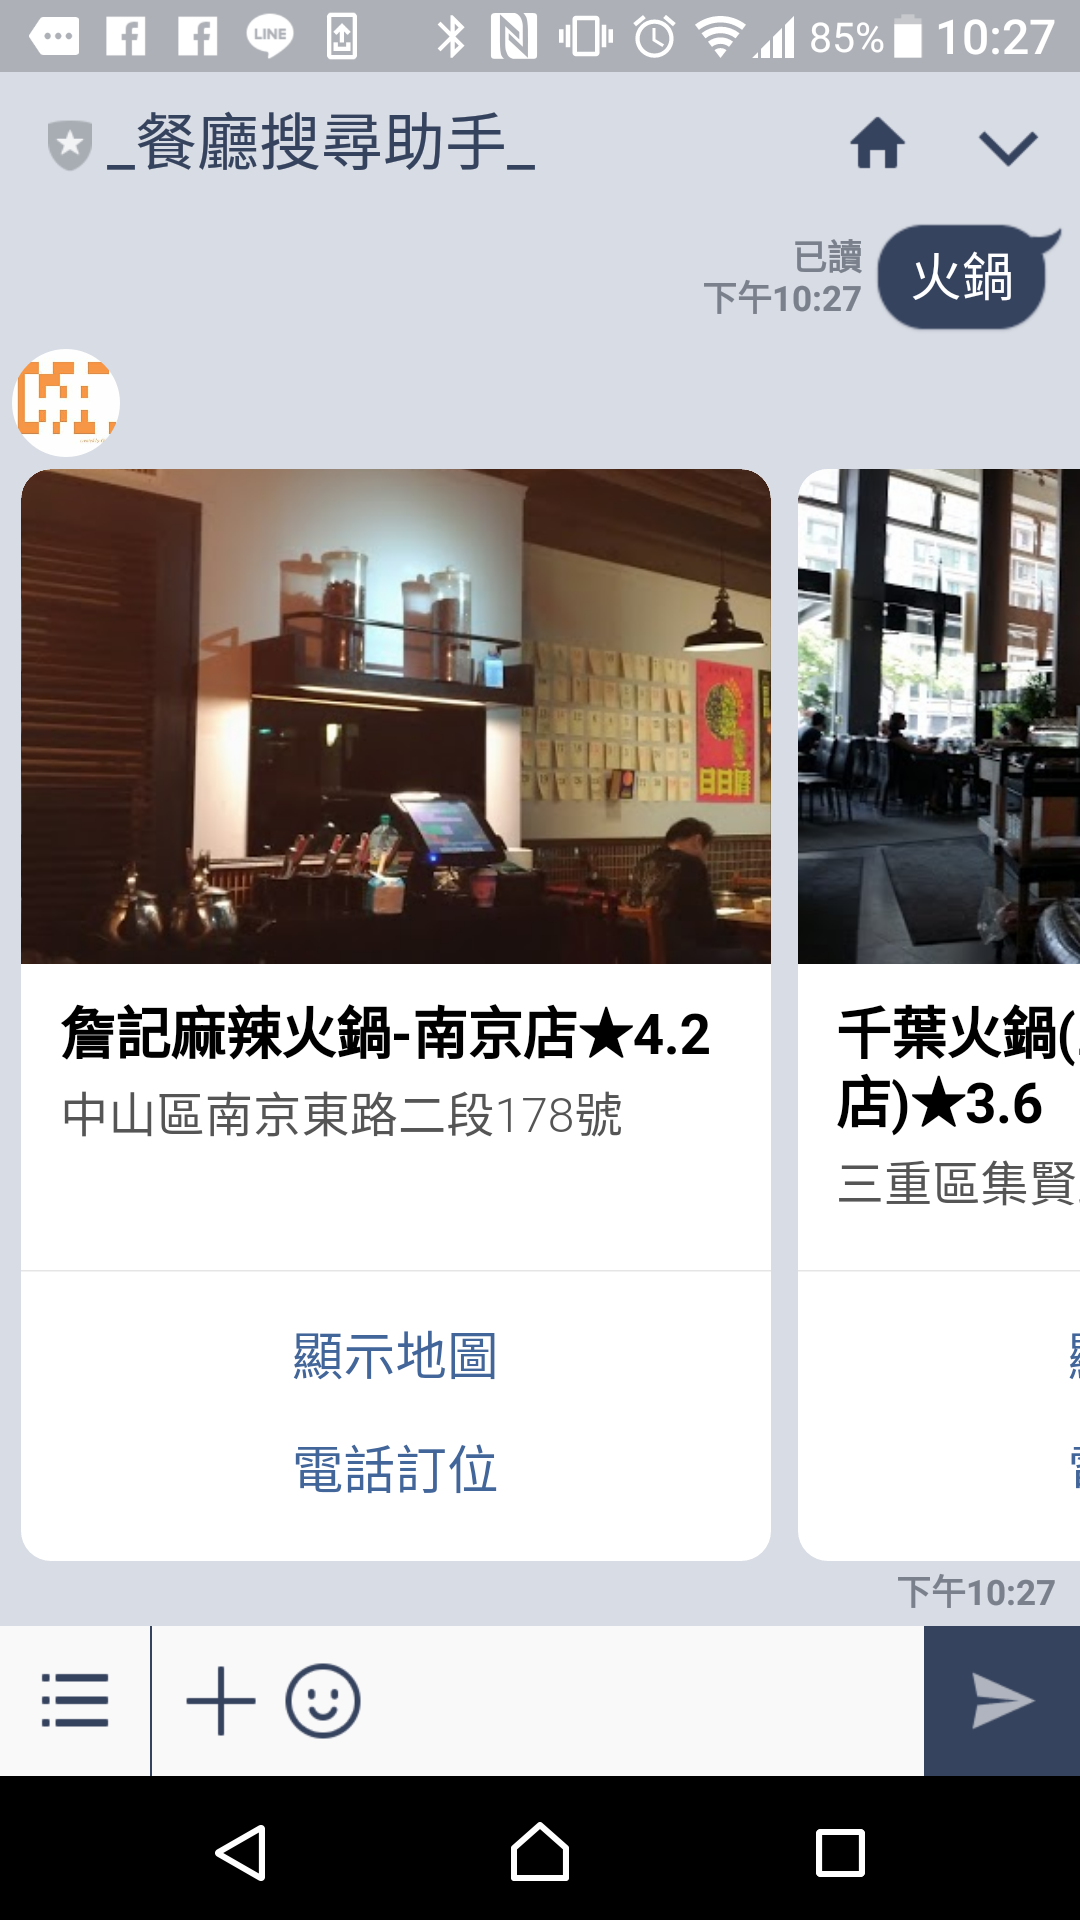 LINE 85% 10:27
_餐廳搜尋助手_
已讀
下午10:27
火鍋
日日曆
詹記麻辣火鍋-南京店★4.2
中山區南京東路二段178號
顯示地圖
電話訂位
千葉火鍋(
店)★3.6
三重區集賢
下午10:27